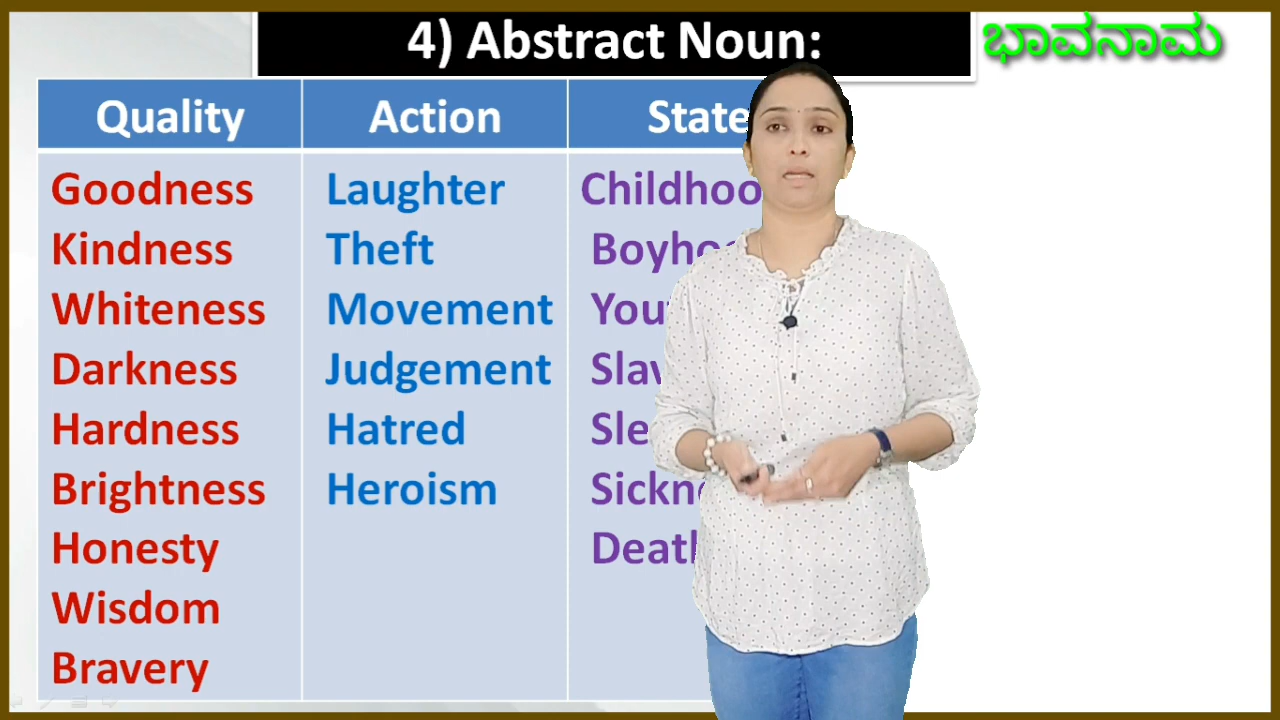 4) Abstract Noun:
ಭಾವನಾಮ
Quality Action State
Goodness Laughter
Kindness Theft
Whiteness Movement
Darkness Judgement
Hardness Hatred
Brightness Heroism
Honesty
Wisdom
Bravery